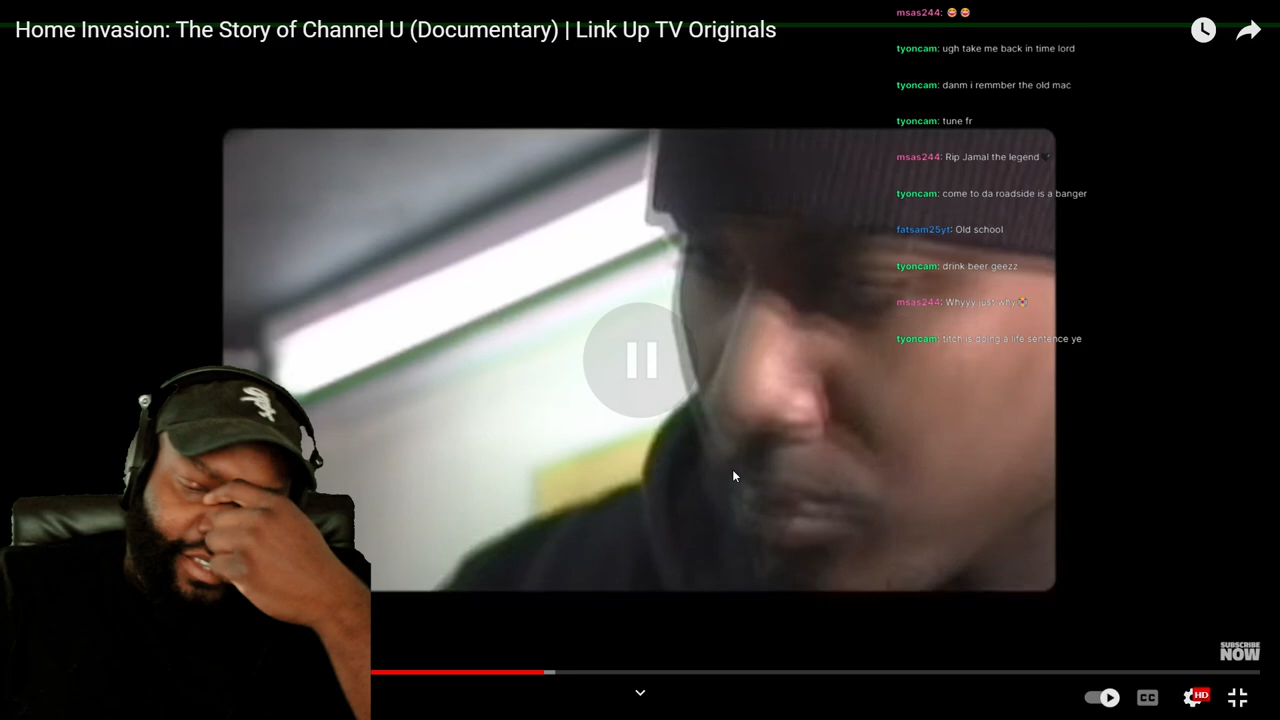 Home Invasion: The Story of Channel U (Documentary) | Link Up TV Originals
msas244: 😂 😂
tyoncam: ugh take me back in time lord
tyoncam: danm i remmber the old mac
tyoncam: tune fr
msas244: Rip Jamal the legend
tyoncam: come to da roadside is a banger
fatsam25yt: Old school
tyoncam: drink beer geezz
msas244: Whyyy just why
tyoncam: titch is doing a life sentence ye
SOX
SUBSCRIBE
NOW
CC
HD